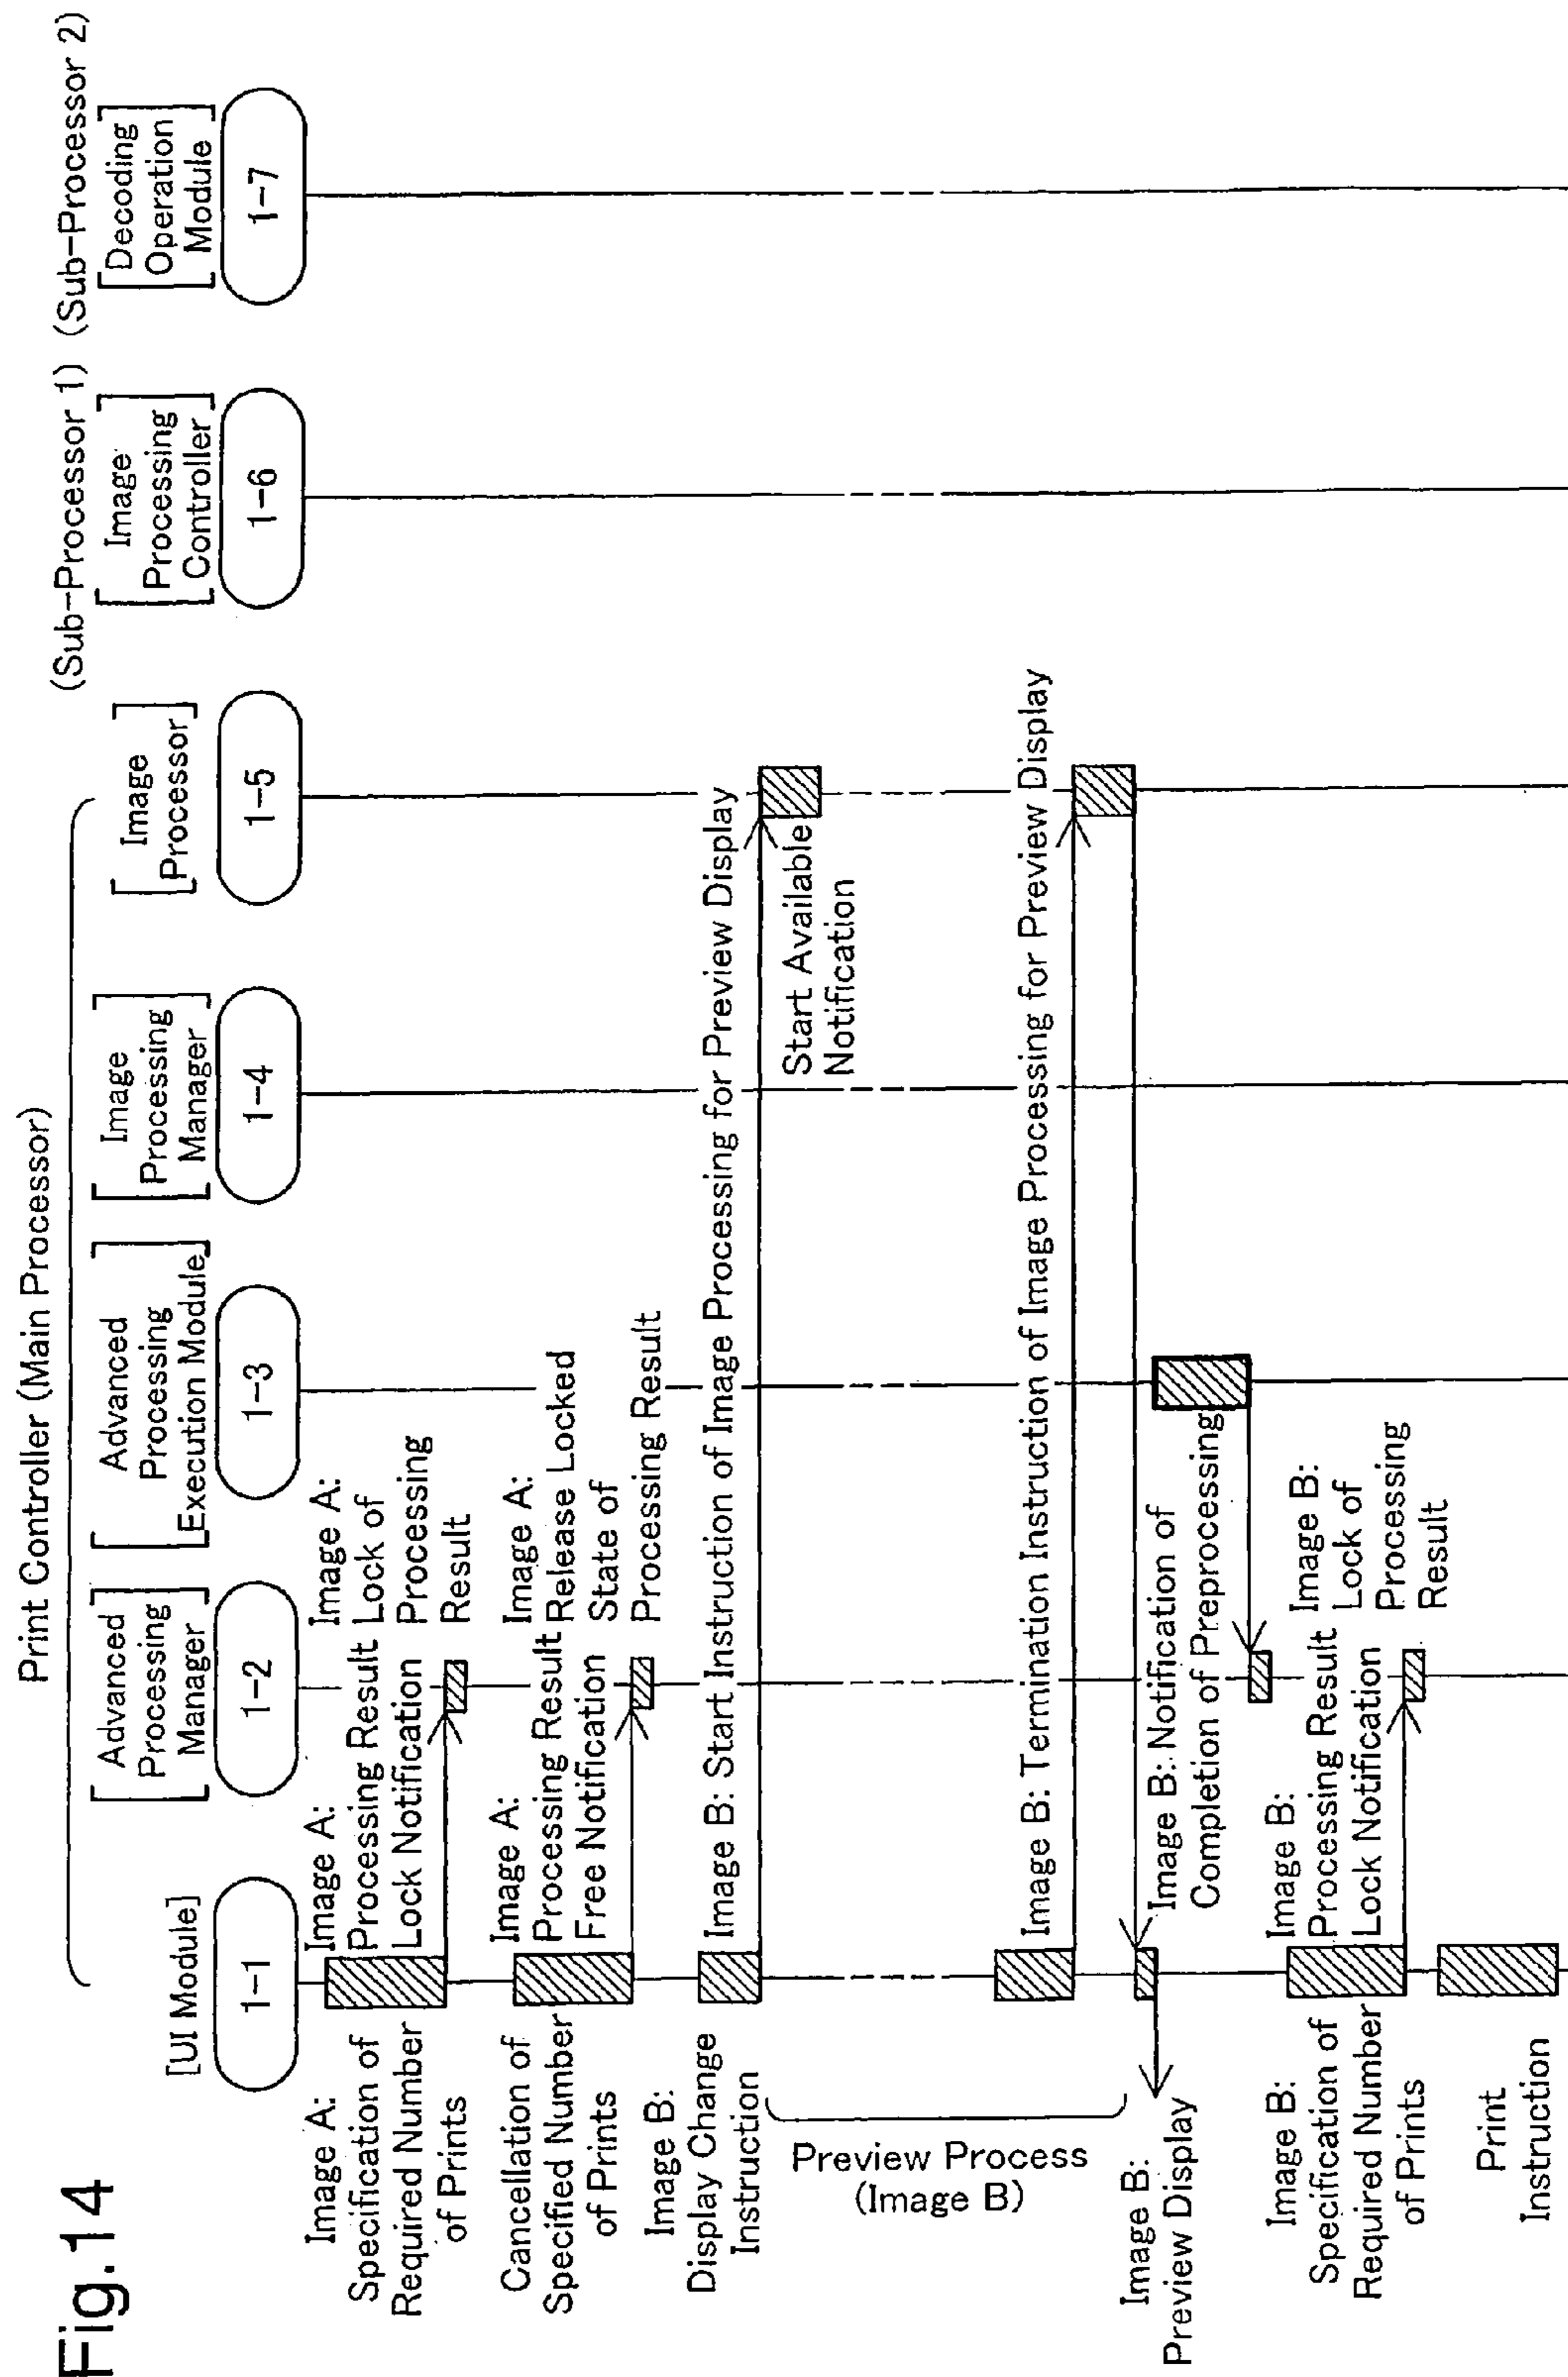 Fig.14
Print Controller (Main Processor)
(Sub-Processor 1)
(Sub-Processor 2)
[UI Module]
1-1
Advanced
Processing
Manager
1-2
Advanced
Processing
Execution Module
1-3
Image
Processing
Manager
1-4
Image
Processor
1-5
Image
Processing
Controller
1-6
Decoding
Operation
Module
1-7
Image A:
Specification of
Required Number
of Prints
Image A:
Processing Result
Lock Notification
Image A:
Lock of
Processing
Result
Cancellation of
Specified Number
of Prints
Image A:
Processing Result
Free Notification
Image A:
Release Locked
State of
Processing Result
Image B:
Display Change
Instruction
Image B: Start Instruction of Image Processing for Preview Display
Start Available
Notification
Preview Process
(Image B)
Image B: Termination Instruction of Image Processing for Preview Display
Image B:
Preview Display
Image B: Notification of
Completion of Preprocessing
Image B:
Specification of
Required Number
of Prints
Image B:
Processing Result
Lock Notification
Image B:
Lock of
Processing
Result
Print
Instruction